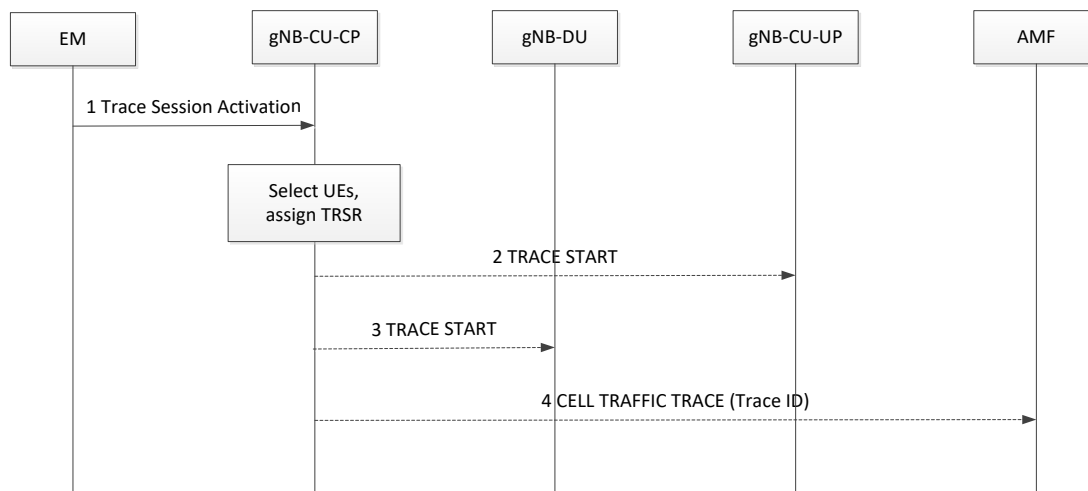 EM
gNB-CU-CP
gNB-DU
gNB-CU-UP
AMF
1 Trace Session Activation
Select UEs,
assign TRSR
2 TRACE START
3 TRACE START
4 CELL TRAFFIC TRACE (Trace ID)